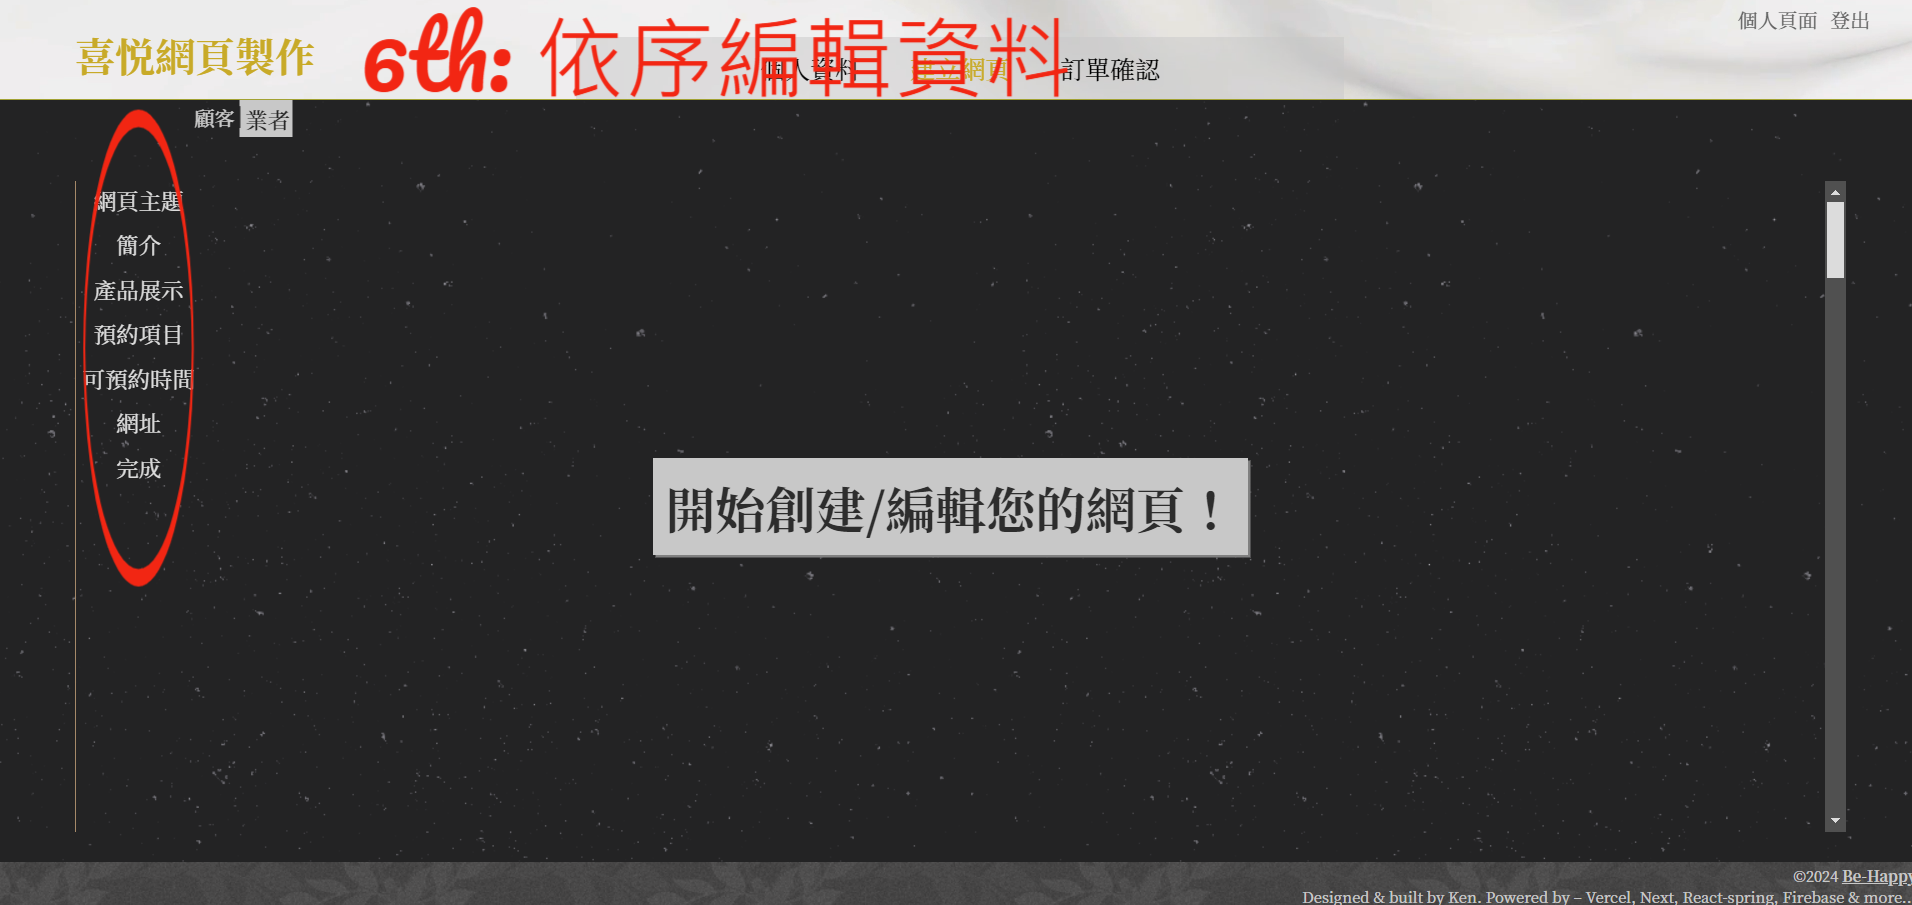 個人頁面 登出
喜悅網頁製作
6th: 依序編輯資料
個人資料 建立網頁 訂單確認
顧客 業者
網頁主題
簡介
產品展示
預約項目
可預約時間
網址
完成
開始創建/編輯您的網頁！
©2024 Be-Happy
Designed & built by Ken. Powered by – Vercel, Next, React-spring, Firebase & more..